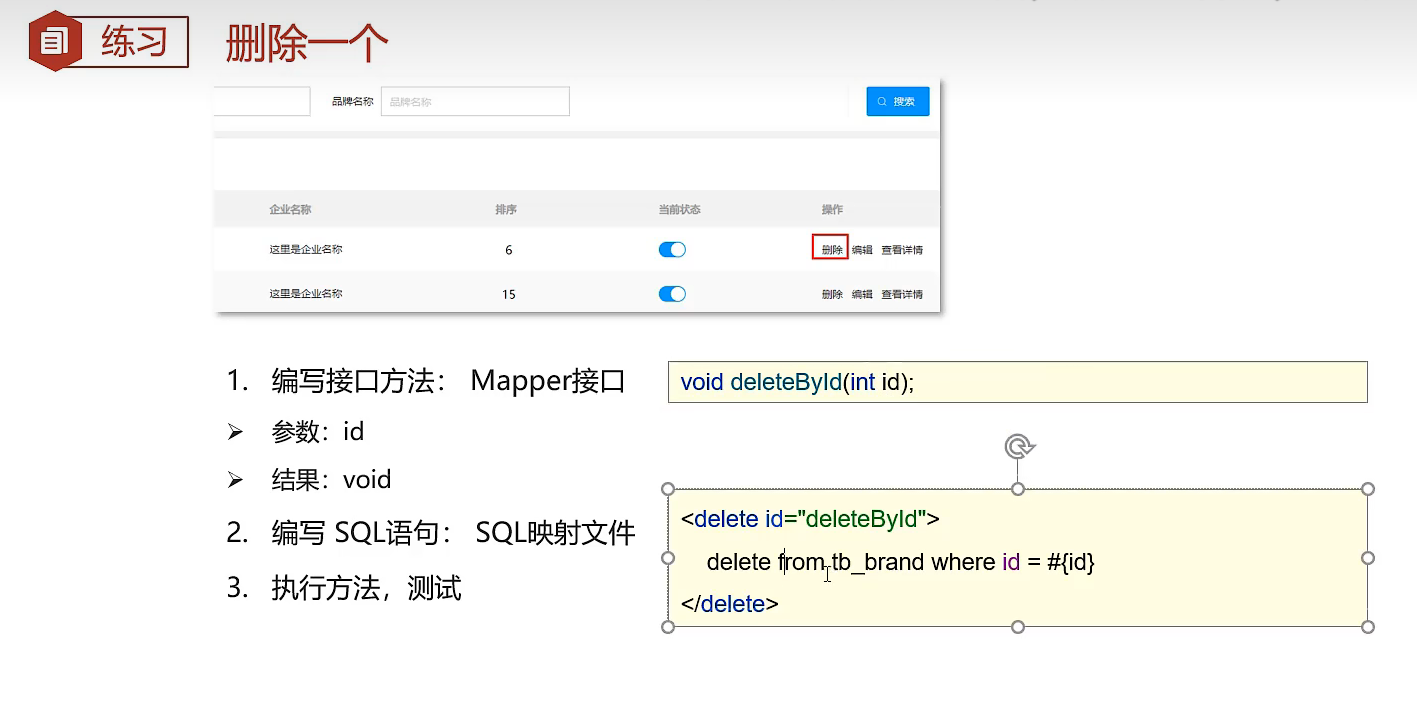 练习 删除一个
品牌名称 品牌名称 搜索
企业名称 排序 当前状态 操作
这里是企业名称 6 删除 编辑 查看详情
这里是企业名称 15 删除 编辑 查看详情
1. 编写接口方法： Mapper接口
➢ 参数：id
➢ 结果：void
2. 编写 SQL语句： SQL映射文件
3. 执行方法，测试
void deleteById(int id);
<delete id="deleteById">
delete from tb_brand where id = #{id}
</delete>